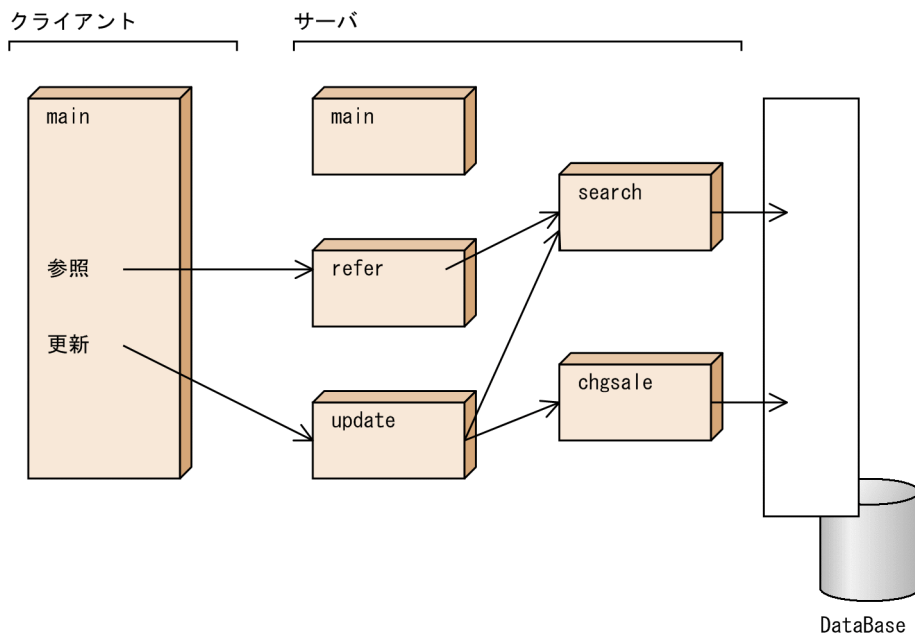 クライアント
サーバ
main
main
search
参照
refer
更新
chgsale
update
DataBase